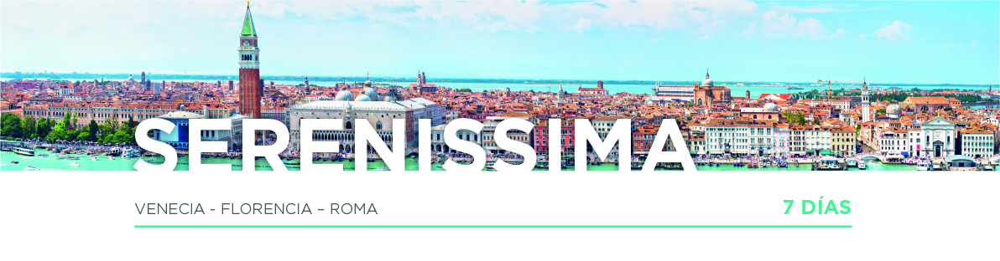 SERENISSIMA
VENECIA - FLORENCIA – ROMA
7 DÍAS